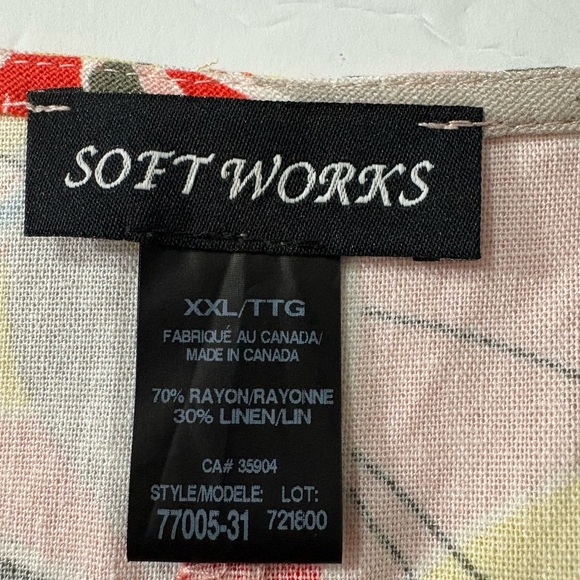 SOFT WORKS
XXL/TTG
FABRIQUÉ AU CANADA/
MADE IN CANADA
70% RAYON/RAYONNE
30% LINEN/LIN
CA# 35904
STYLE/MODELE: LOT:
77005-31 721800